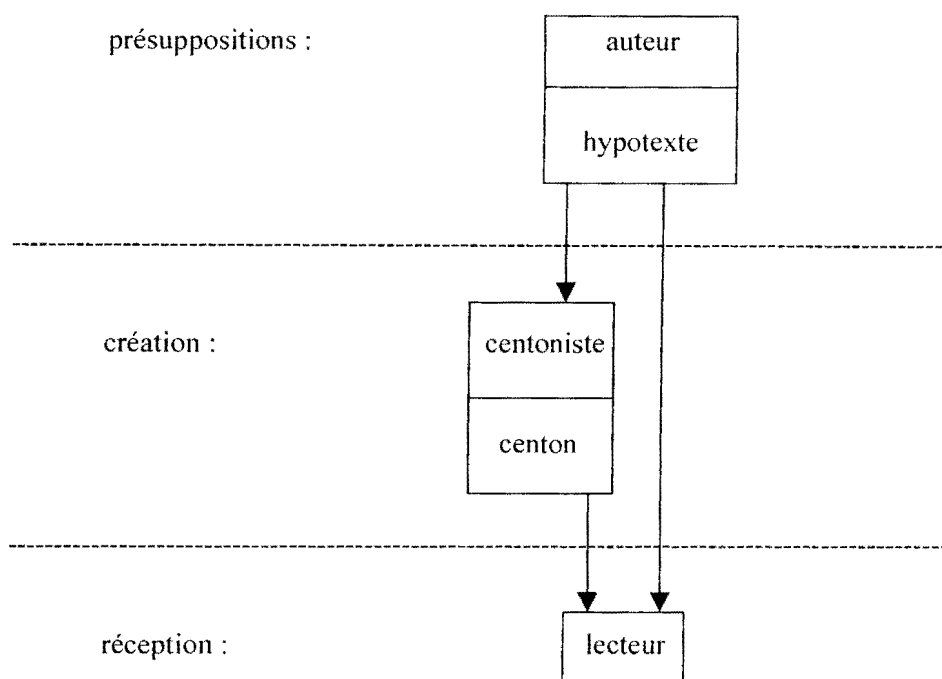 présuppositions :
auteur
hypotexte
création :
centoniste
centon
réception :
lecteur